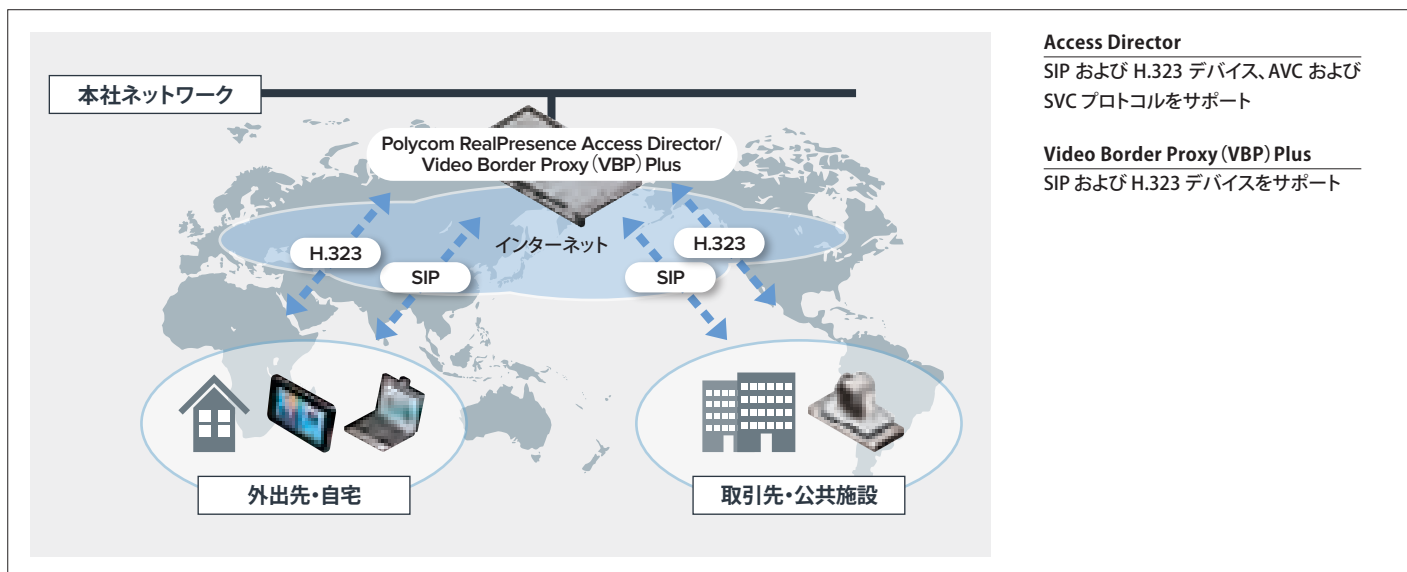 本社ネットワーク
Polycom RealPresence Access Director/
Video Border Proxy（VBP）Plus
インターネット
H.323
SIP
SIP
H.323
外出先・自宅
取引先・公共施設
Access Director
SIP および H.323 デバイス、AVC および
SVC プロトコルをサポート
Video Border Proxy（VBP）Plus
SIP および H.323 デバイスをサポート